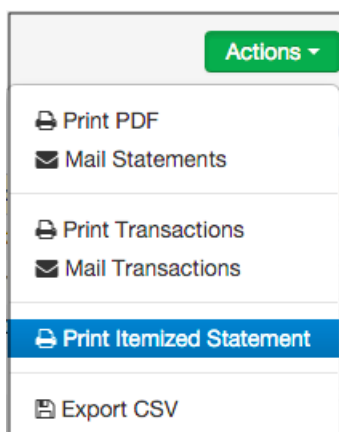 Actions
Print PDF
Mail Statements
Print Transactions
Mail Transactions
Print Itemized Statement
Export CSV